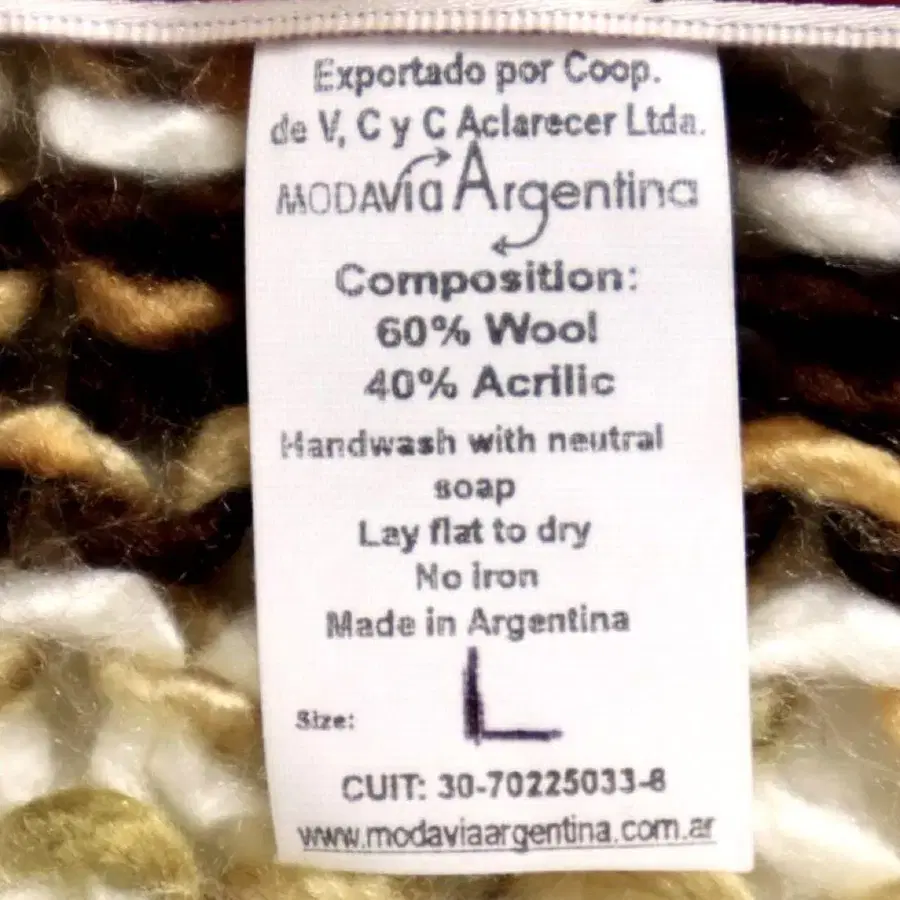 Exportado por Coop.
de V, C y C Aclarecer Ltda.
MODAVia Argentina
Composition:
60% Wool
40% Acrilic
Handwash with neutral
soap
Lay flat to dry
No iron
Made in Argentina
Size: L
CUIT: 30-70225033-8
www.modaviaargentina.com.ar